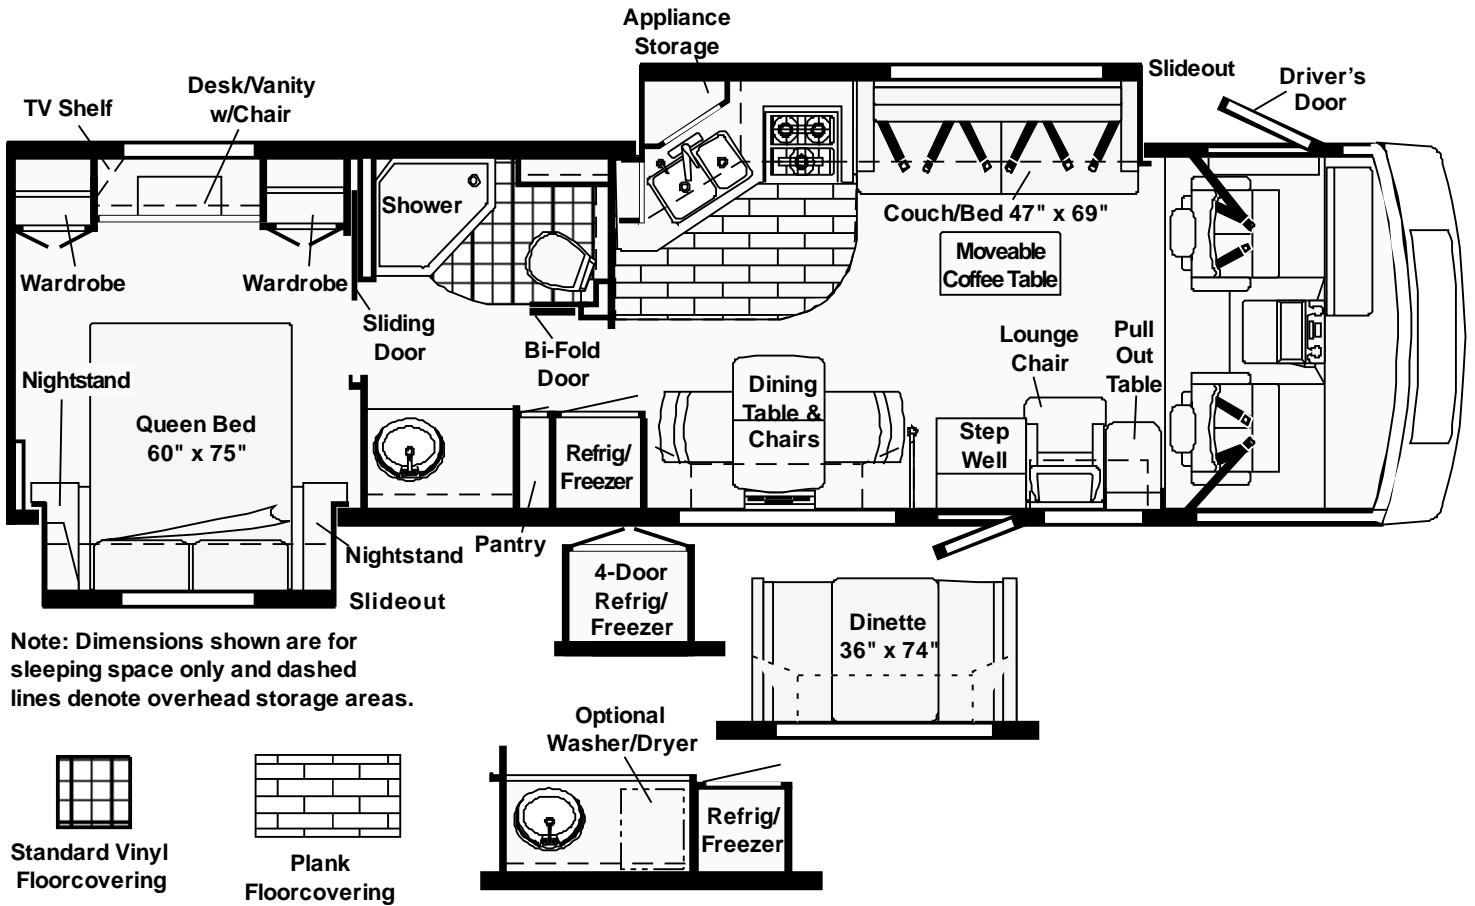 Appliance
Storage
Slideout
Driver's
Door
Desk/Vanity
w/Chair
TV Shelf
Shower
Couch/Bed 47" x 69"
Moveable
Coffee Table
Wardrobe
Wardrobe
Sliding
Door
Bi-Fold
Door
Lounge
Chair
Pull
Out
Table
Nightstand
Queen Bed
60" x 75"
Dining
Table &
Chairs
Step
Well
Refrig/
Freezer
Nightstand
Pantry
Slideout
4-Door
Refrig/
Freezer
Dinette
36" x 74"
Note: Dimensions shown are for
sleeping space only and dashed
lines denote overhead storage areas.
Optional
Washer/Dryer
Refrig/
Freezer
Standard Vinyl
Floorcovering
Plank
Floorcovering